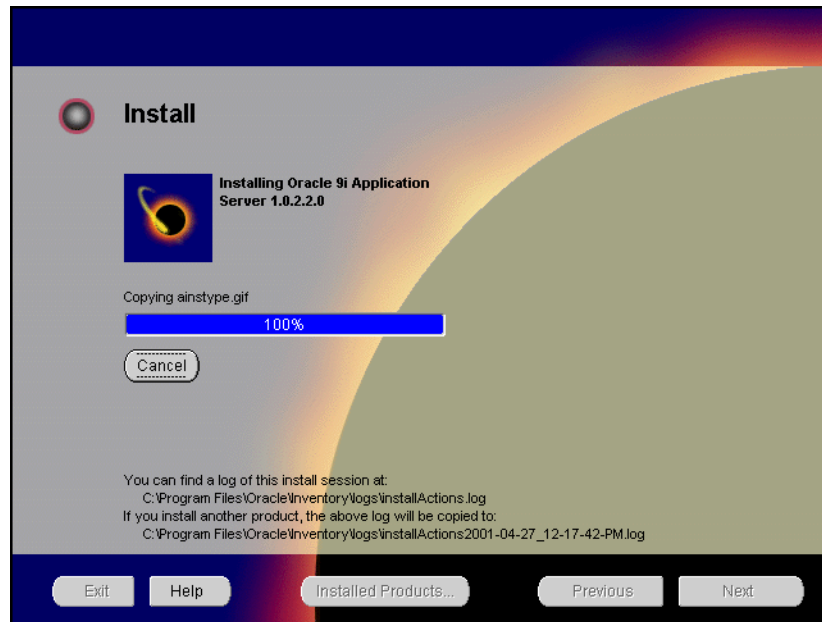 Install
Installing Oracle 9i Application
Server 1.0.2.2.0
Copying ainstype.gif
100%
Cancel
You can find a log of this install session at:
C:\Program Files\Oracle\Inventory\logs\installActions.log
If you install another product, the above log will be copied to:
C:\Program Files\Oracle\Inventory\logs\installActions2001-04-27_12-17-42-PM.log
Exit
Help
Installed Products...
Previous
Next